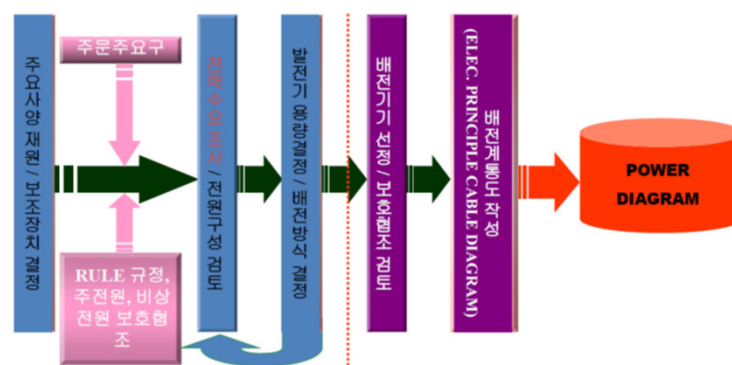 주문주요구
주요사양 재원 / 보조장치 결정
RULE 규정,
주전원, 비상
전원 보호협
조
전력수요조사 / 전원구성 검토
발전기 용량결정 / 배전방식 결정
배전기기 선정 / 보호협조 검토
배전계통도 작성
(ELEC. PRINCIPLE CABLE DIAGRAM)
POWER
DIAGRAM